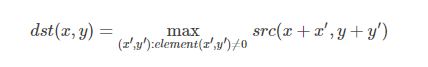 dst(x, y) = max src(x + x′, y + y′)
(x′,y′):element(x′,y′)≠0